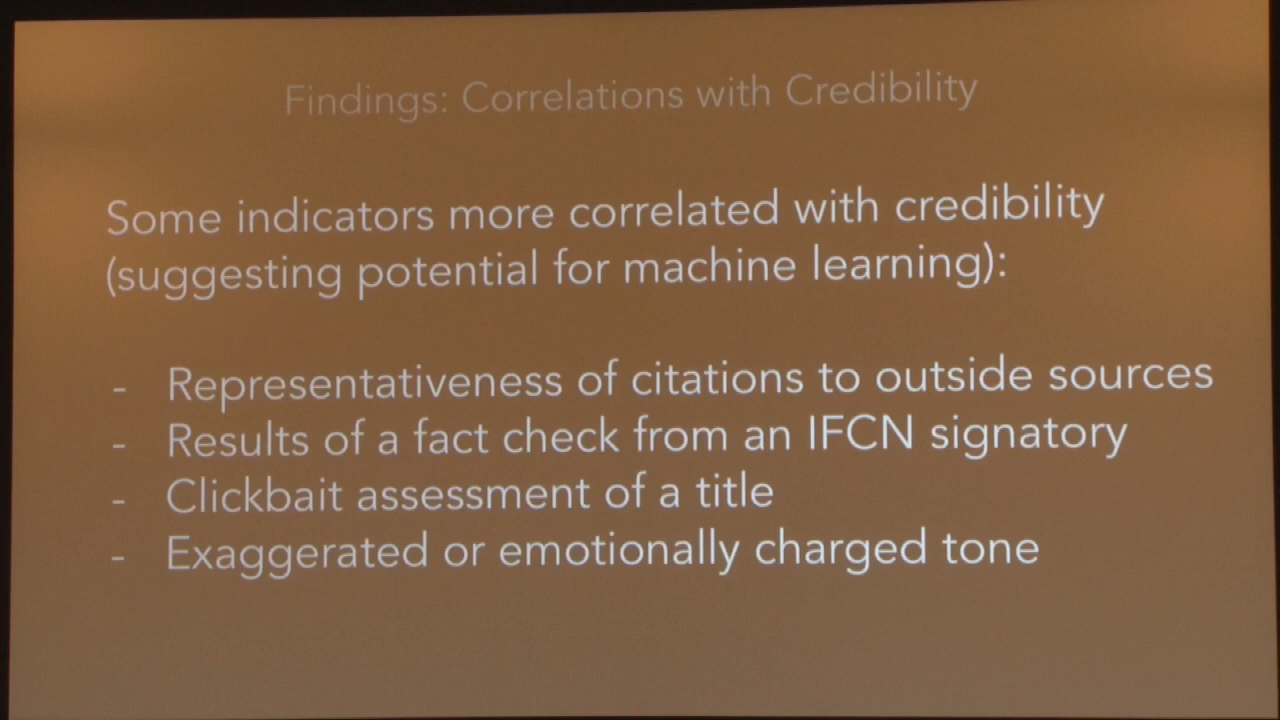 Findings: Correlations with Credibility
Some indicators more correlated with credibility
(suggesting potential for machine learning):
- Representativeness of citations to outside sources
- Results of a fact check from an IFCN signatory
- Clickbait assessment of a title
- Exaggerated or emotionally charged tone